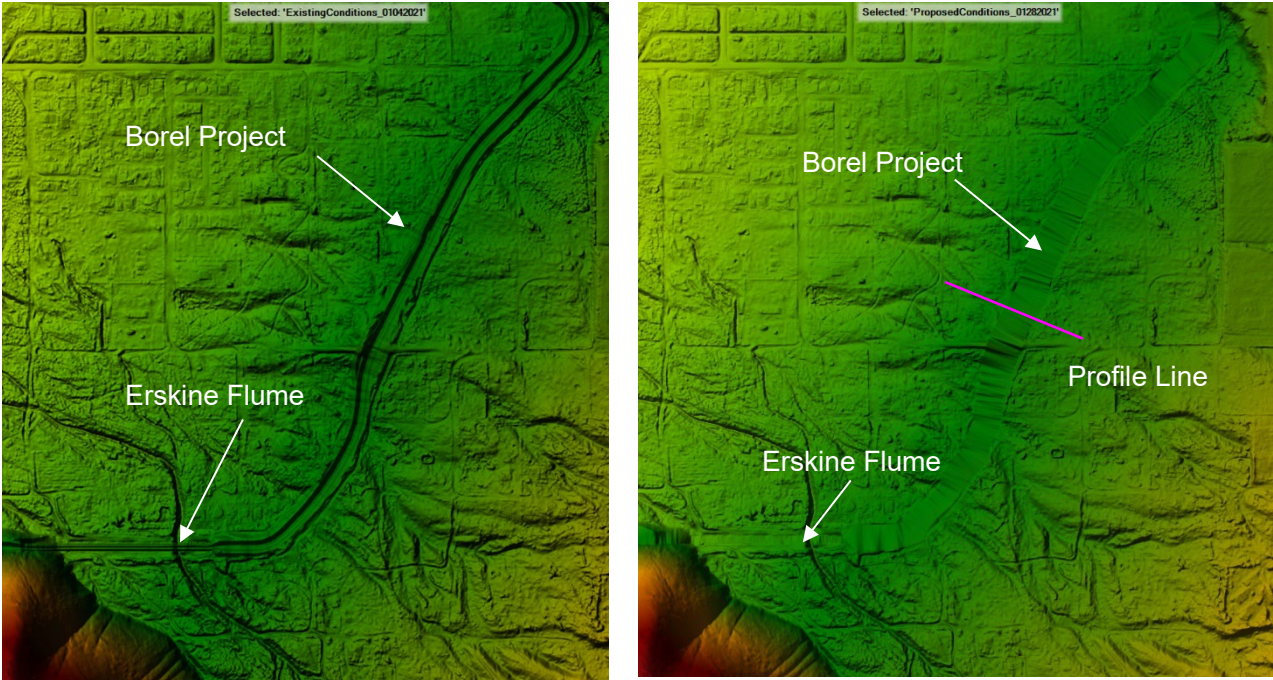 Selected: 'ExistingConditions_01042021'
Borel Project
Erskine Flume
Selected: 'ProposedConditions_01282021'
Borel Project
Profile Line
Erskine Flume